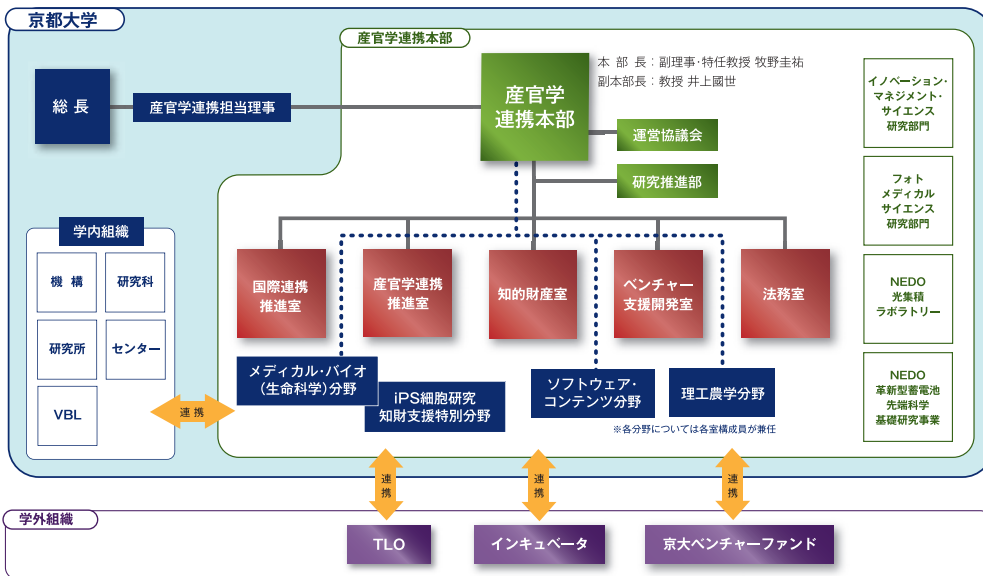 京都大学
産官学連携本部
総長
産官学連携担当理事
産官学
連携本部
本部長：副理事・特任教授 牧野圭祐
副本部長：教授 井上國世
運営協議会
研究推進部
イノベーション・
マネジメント・
サイエンス
研究部門
フォト
メディカル
サイエンス
研究部門
NEDO
光集積
ラボラトリー
NEDO
革新型蓄電池
先端科学
基礎研究事業
学内組織
機構
研究科
研究所
センター
VBL
国際連携
推進室
産官学連携
推進室
知的財産室
ベンチャー
支援開発室
法務室
メディカル・バイオ
（生命科学）分野
iPS細胞研究
知財支援特別分野
ソフトウェア・
コンテンツ分野
理工農学分野
※各分野については各室構成員が兼任
連携
連携
連携
連携
学外組織
TLO
インキュベータ
京大ベンチャーファンド